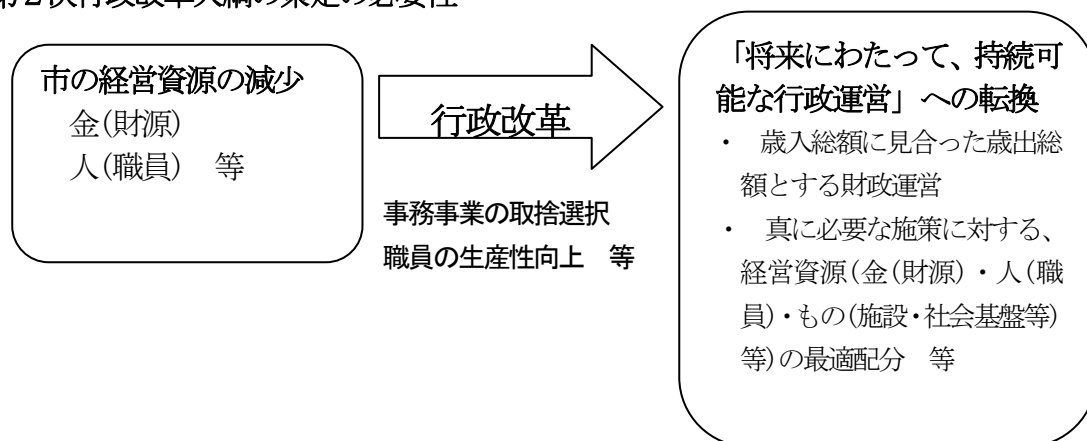 市の経営資源の減少
金(財源)
人(職員)　等
行政改革
事務事業の取捨選択
職員の生産性向上　等
「将来にわたって、持続可
能な行政運営」への転換
・　歳入総額に見合った歳出総
額とする財政運営
・　真に必要な施策に対する、
経営資源(金(財源)・人(職
員)・もの(施設・社会基盤等)
等)の最適配分　等